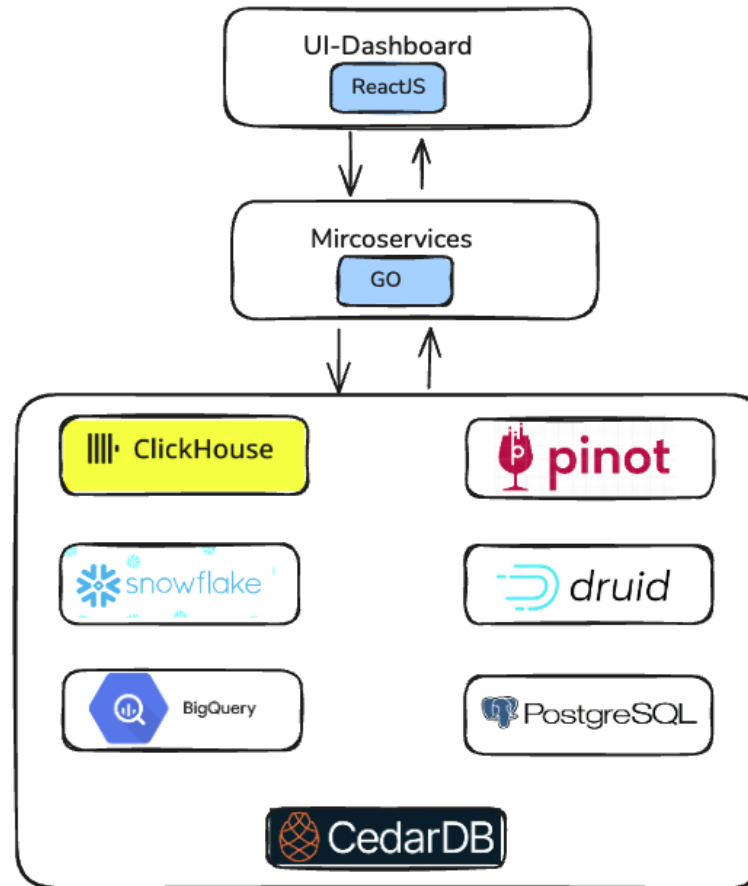 UI-Dashboard
ReactJS
Mircoservices
GO
ClickHouse
pinot
snowflake
druid
BigQuery
PostgreSQL
CedarDB